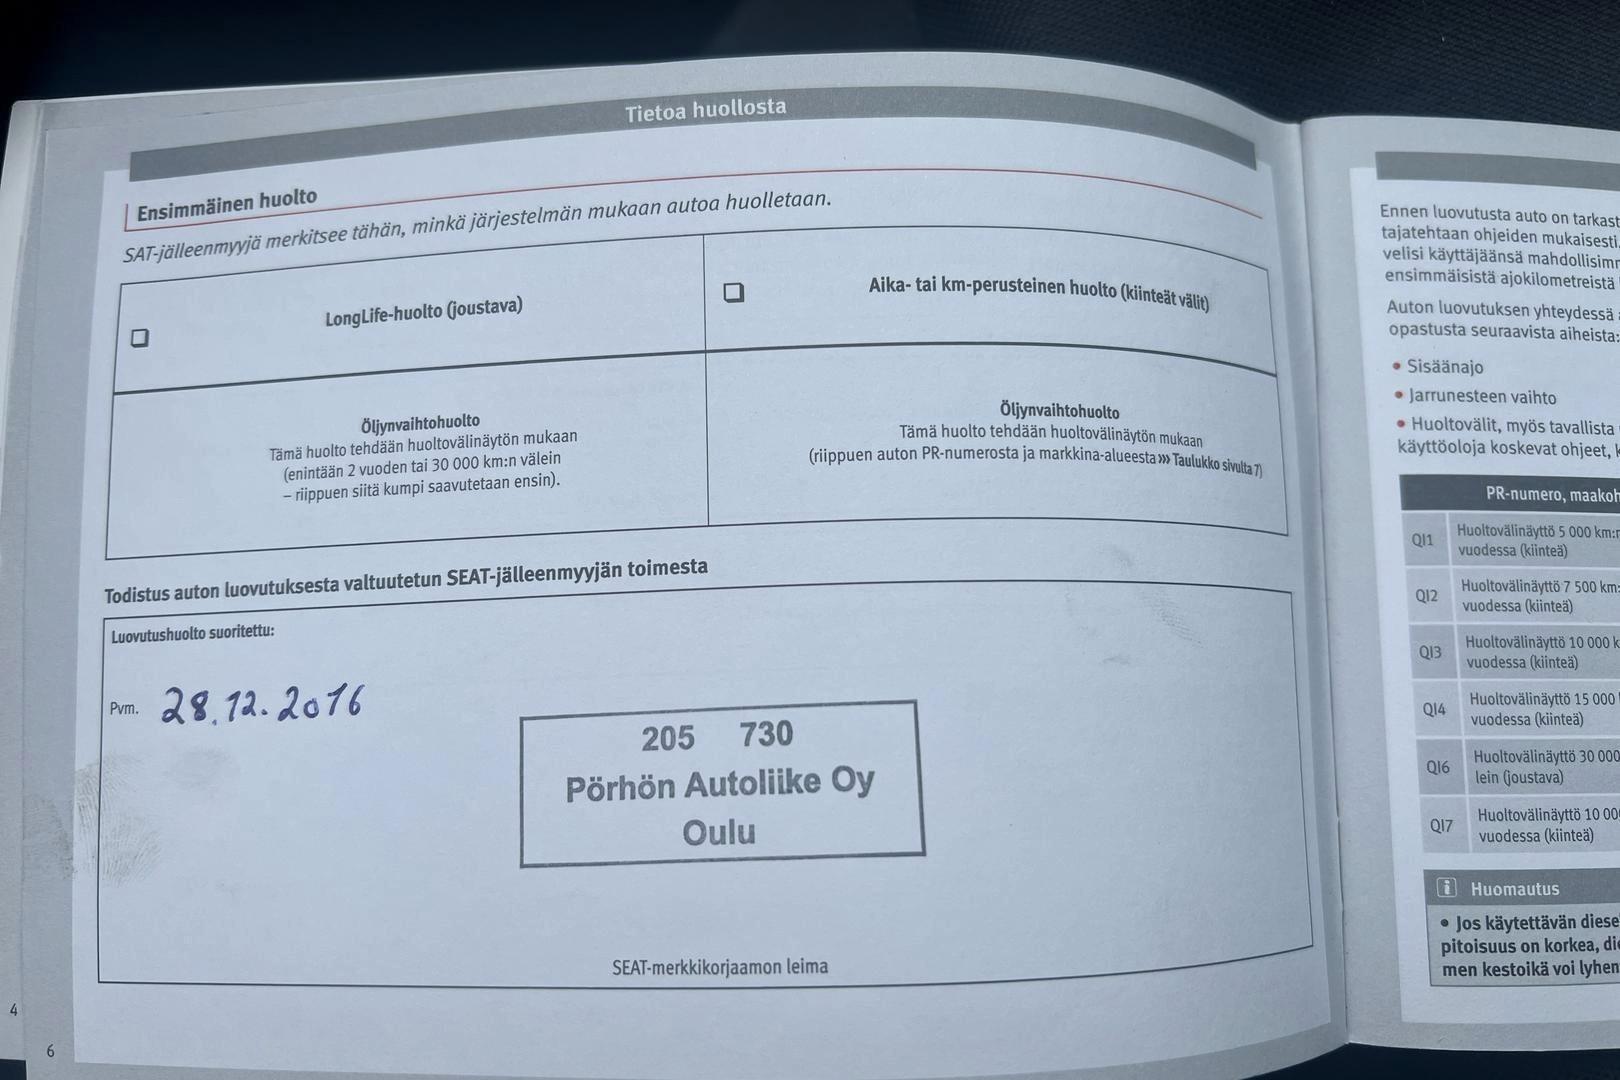 Tietoa huollosta
Ensimmäinen huolto
SAT-jälleenmyyjä merkitsee tähän, minkä järjestelmän mukaan autoa huolletaan.
LongLife-huolto (joustava)
Aika- tai km-perusteinen huolto (kiinteät välit)
Öljynvaihtohuolto
Tämä huolto tehdään huoltovälinäytön mukaan
(enintään 2 vuoden tai 30 000 km:n välein
– riippuen siitä kumpi saavutetaan ensin).
Öljynvaihtohuolto
Tämä huolto tehdään huoltovälinäytön mukaan
(riippuen auton PR-numerosta ja markkina-alueesta ››› Taulukko sivulta 7)
Todistus auton luovutuksesta valtuutetun SEAT-jälleenmyyjän toimesta
Luovutushuolto suoritettu:
Pvm. 28.12.2016
205 730
Pörhön Autoliike Oy
Oulu
SEAT-merkkikorjaamon leima
4
6
Ennen luovutusta auto on tarkast
tajatehtaan ohjeiden mukaisesti.
velisi käyttäjäänsä mahdollisimm
ensimmäisistä ajokilometreistä
Auton luovutuksen yhteydessä
opastusta seuraavista aiheista:
• Sisäänajo
• Jarrunesteen vaihto
• Huoltovälit, myös tavallista
käyttöoloja koskevat ohjeet,
PR-numero, maakoh
QI1 Huoltovälinäyttö 5 000 km:n
vuodessa (kiinteä)
QI2 Huoltovälinäyttö 7 500 km:
vuodessa (kiinteä)
QI3 Huoltovälinäyttö 10 000 k
vuodessa (kiinteä)
QI4 Huoltovälinäyttö 15 000
vuodessa (kiinteä)
QI6 Huoltovälinäyttö 30 000
lein (joustava)
QI7 Huoltovälinäyttö 10 00
vuodessa (kiinteä)
i Huomautus
• Jos käytettävän diese
pitoisuus on korkea, die
men kestoikä voi lyhen